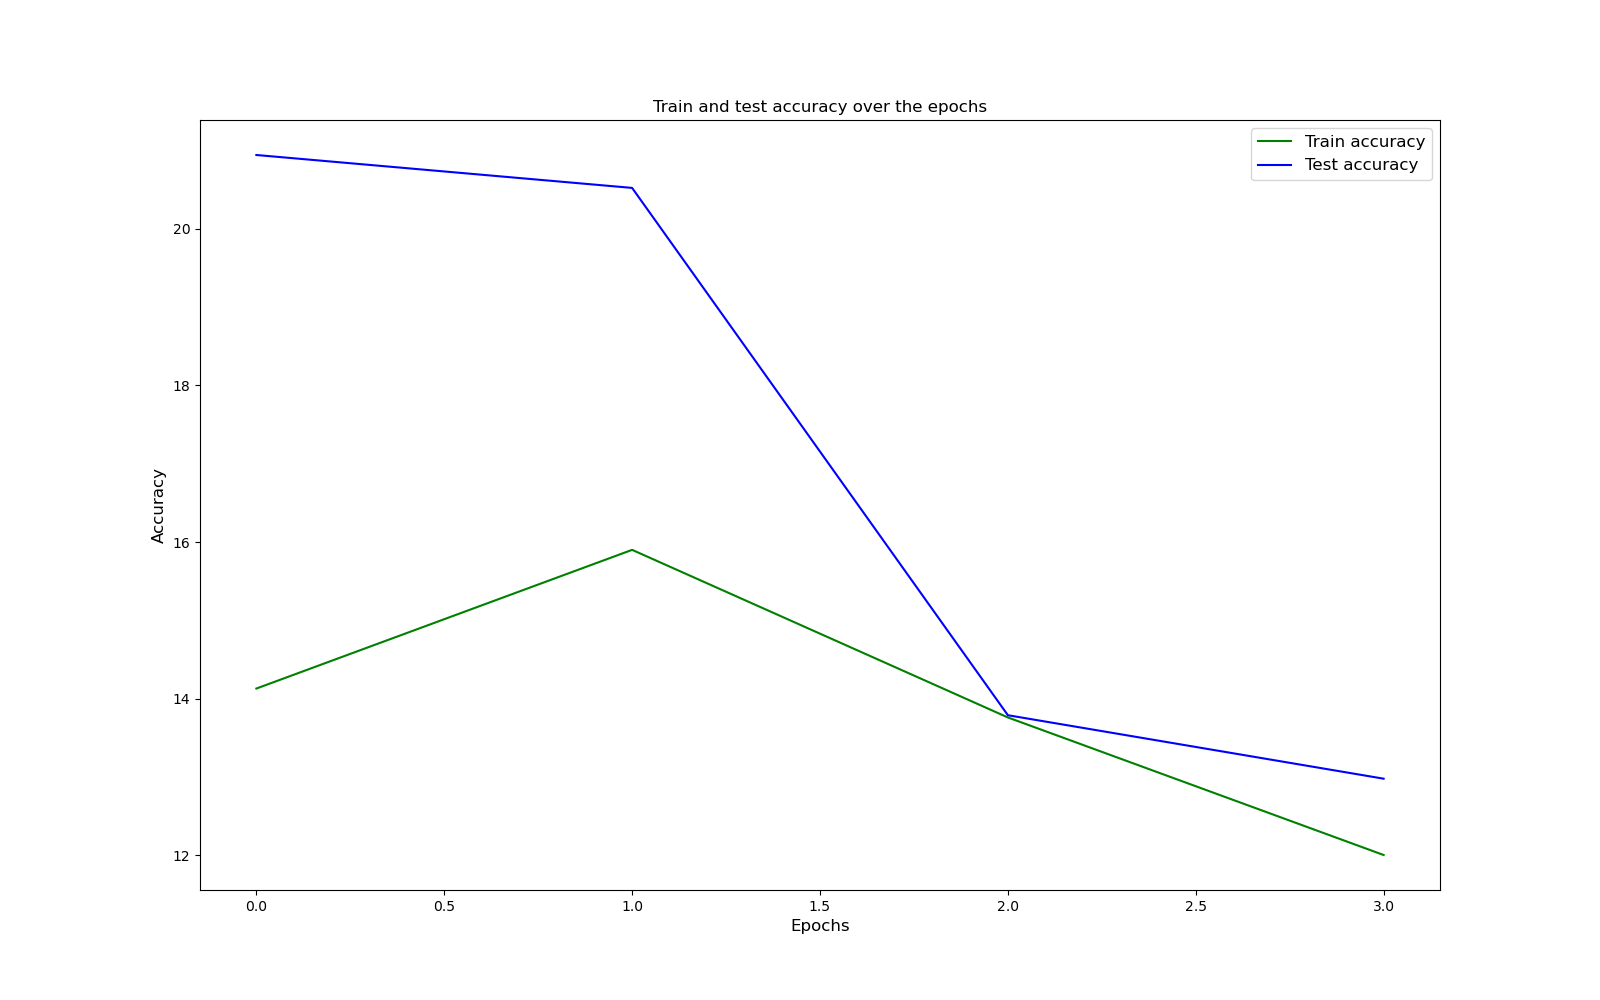 Train and test accuracy over the epochs
Train accuracy
Test accuracy
20
18
16
14
12
Accuracy
0.0 0.5 1.0 1.5 2.0 2.5 3.0
Epochs